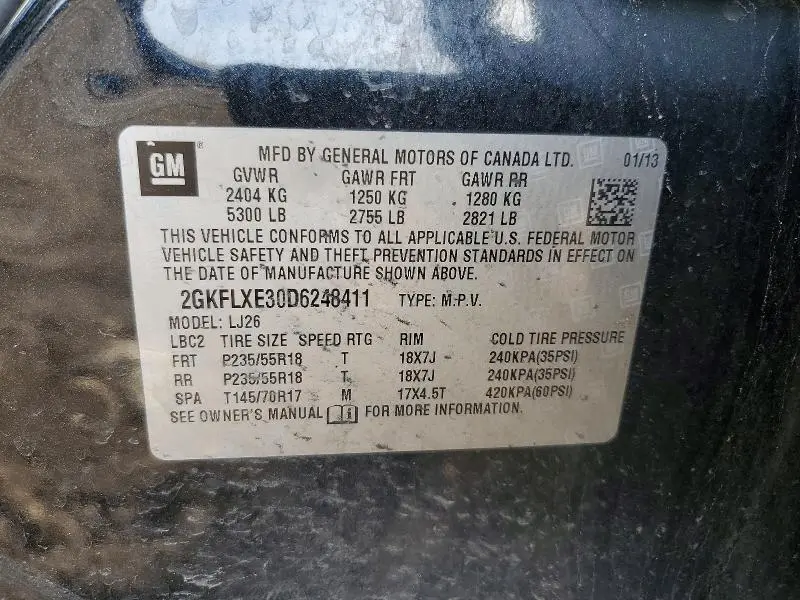 GM ® MFD BY GENERAL MOTORS OF CANADA LTD. 01/13
GVWR GAWR FRT GAWR RR
2404 KG 1250 KG 1280 KG
5300 LB 2755 LB 2821 LB
THIS VEHICLE CONFORMS TO ALL APPLICABLE U.S. FEDERAL MOTOR
VEHICLE SAFETY AND THEFT PREVENTION STANDARDS IN EFFECT ON
THE DATE OF MANUFACTURE SHOWN ABOVE.
2GKFLXE30D6248411 TYPE: M.P.V.
MODEL: LJ26
LBC2 TIRE SIZE SPEED RTG RIM COLD TIRE PRESSURE
FRT P235/55R18 T 18X7J 240KPA(35PSI)
RR P235/55R18 T 18X7J 240KPA(35PSI)
SPA T145/70R17 M 17X4.5T 420KPA(60PSI)
SEE OWNER'S MANUAL FOR MORE INFORMATION.